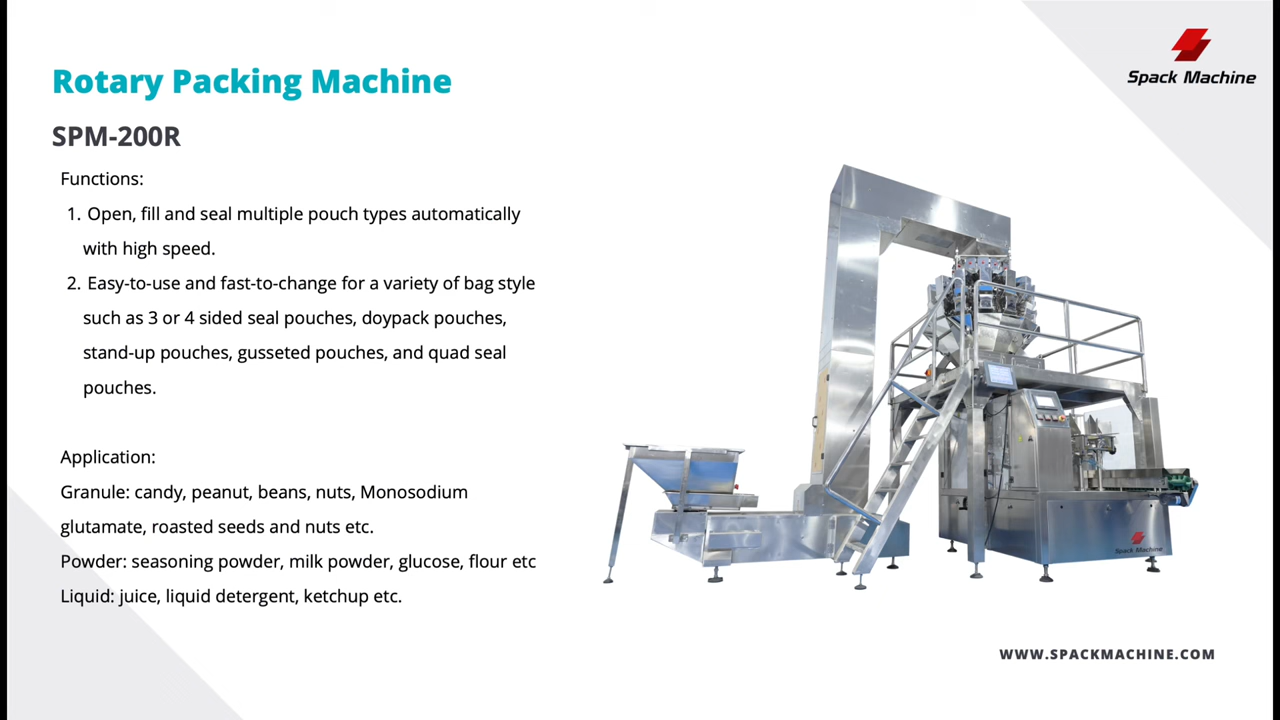 Rotary Packing Machine
Spack Machine
SPM-200R
Functions:
1. Open, fill and seal multiple pouch types automatically
with high speed.
2. Easy-to-use and fast-to-change for a variety of bag style
such as 3 or 4 sided seal pouches, doypack pouches,
stand-up pouches, gusseted pouches, and quad seal
pouches.
Application:
Granule: candy, peanut, beans, nuts, Monosodium
glutamate, roasted seeds and nuts etc.
Powder: seasoning powder, milk powder, glucose, flour etc
Liquid: juice, liquid detergent, ketchup etc.
Spack Machine
WWW.SPACKMACHINE.COM